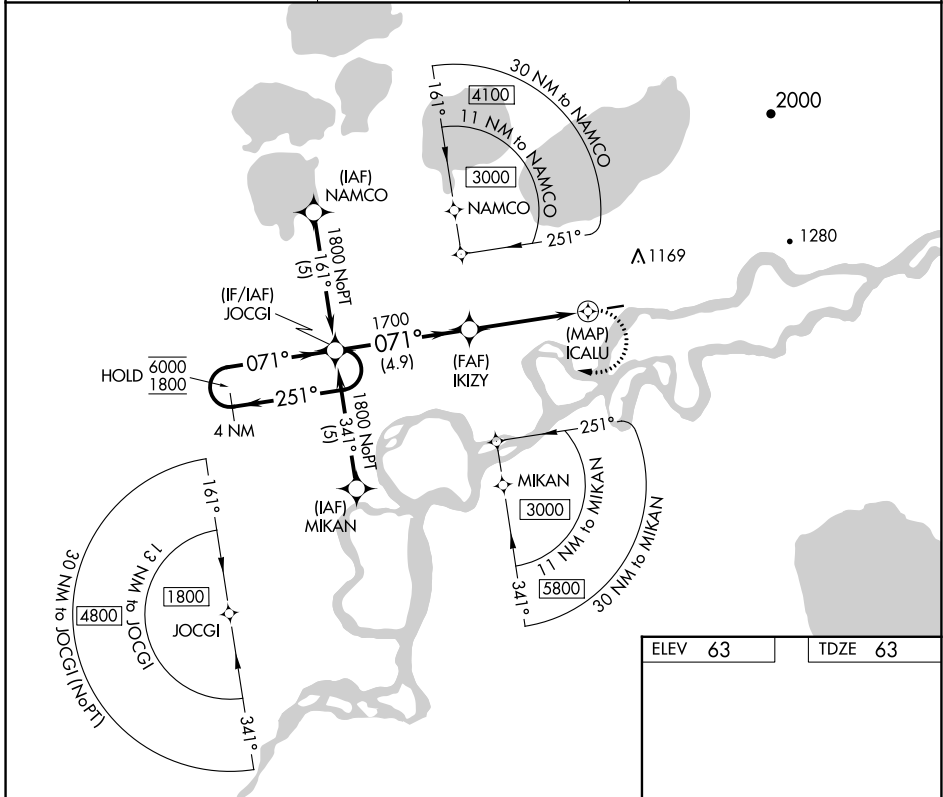 30 NM to NAMCO
161°
4100
11 NM to NAMCO
3000
NAMCO
251°
2000
1280
1169
(IAF)
NAMCO
1800 NoPT
161°
(5)
(IF/IAF)
JOCGI
1700
071°
(4.9)
(FAF)
IKIZY
(MAP)
ICALU
HOLD 6000
1800
071°
251°
4 NM
1800 NoPT
341°
(5)
(IAF)
MIKAN
251°
MIKAN
3000
11 NM to MIKAN
5800
30 NM to MIKAN
341°
161°
13 NM to JOCGI
1800
4800
JOCGI
30 NM to JOCGI (NoPT)
341°
ELEV 63
TDZE 63